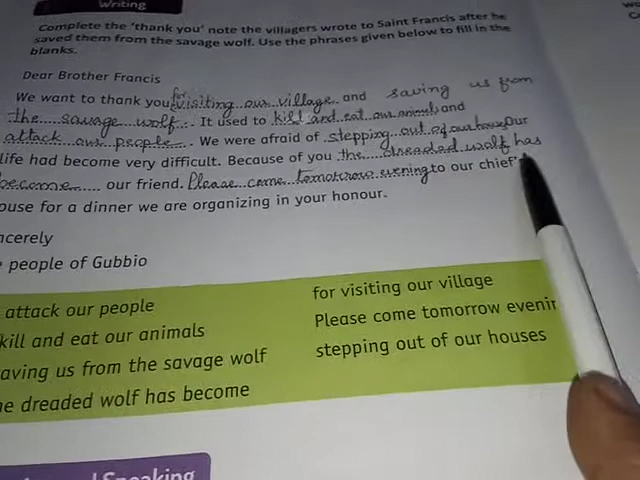 Writing
Complete the 'thank you' note the villagers wrote to Saint Francis after he
saved them from the savage wolf. Use the phrases given below to fill in the
blanks.
Dear Brother Francis
We want to thank you for visiting our village and saving us from
the savage wolf. It used to kill and eat our animals and
attack our people. We were afraid of stepping out of our house. Our
life had become very difficult. Because of you the dreaded wolf has
become our friend. Please come tomorrow evening to our chief's
ouse for a dinner we are organizing in your honour.
ncerely
people of Gubbio
attack our people
for visiting our village
kill and eat our animals
Please come tomorrow evenin
aving us from the savage wolf
stepping out of our houses
he dreaded wolf has become
and Speaking